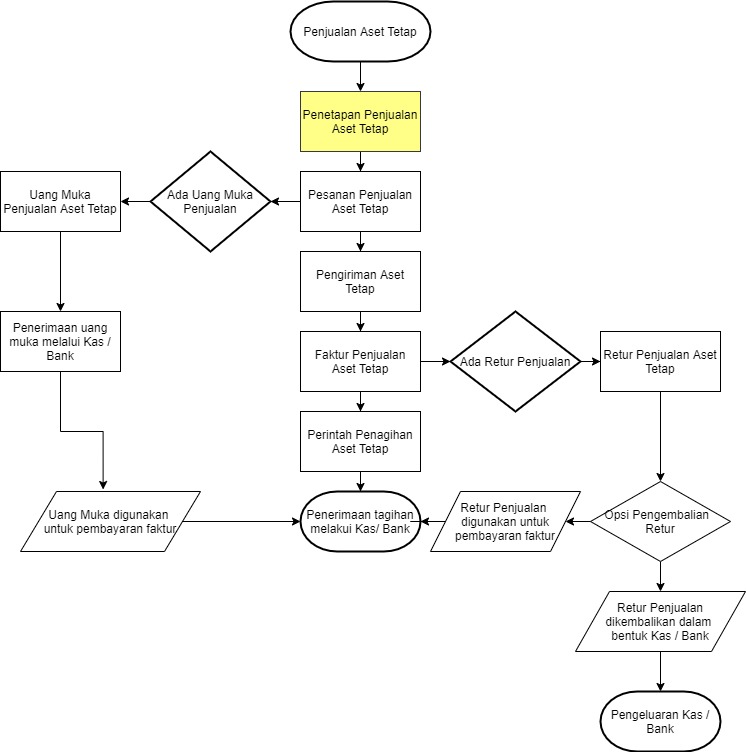 Penjualan Aset Tetap
Penetapan Penjualan
Aset Tetap
Uang Muka
Penjualan Aset Tetap
Ada Uang Muka
Penjualan
Pesanan Penjualan
Aset Tetap
Pengiriman Aset
Tetap
Penerimaan uang
muka melalui Kas /
Bank
Faktur Penjualan
Aset Tetap
Ada Retur Penjualan
Retur Penjualan Aset
Tetap
Perintah Penagihan
Aset Tetap
Uang Muka digunakan
untuk pembayaran faktur
Penerimaan tagihan
melakui Kas/ Bank
Retur Penjualan
digunakan untuk
pembayaran faktur
Opsi Pengembalian
Retur
Retur Penjualan
dikembalikan dalam
bentuk Kas / Bank
Pengeluaran Kas /
Bank